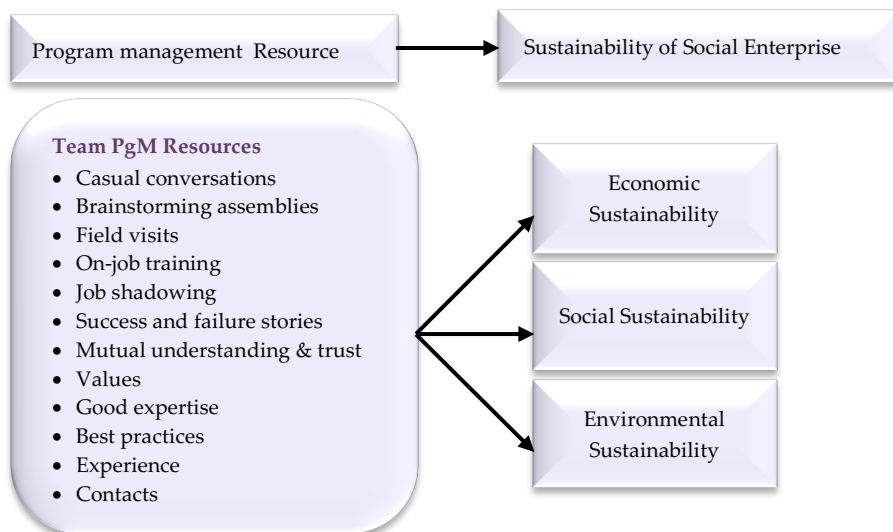 Program management Resource
Sustainability of Social Enterprise
Team PgM Resources
• Casual conversations
• Brainstorming assemblies
• Field visits
• On-job training
• Job shadowing
• Success and failure stories
• Mutual understanding & trust
• Values
• Good expertise
• Best practices
• Experience
• Contacts
Economic
Sustainability
Social Sustainability
Environmental
Sustainability